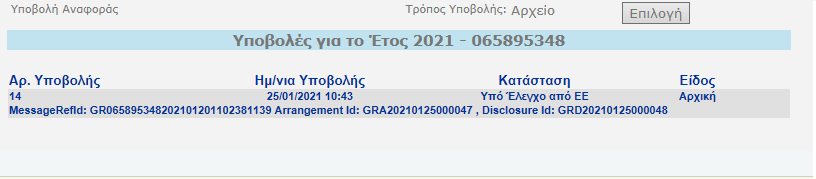 Υποβολή Αναφοράς Τρόπος Υποβολής: Αρχείο Επιλογή
Υποβολές για το Έτος 2021 - 065895348
Αρ. Υποβολής Ημ/νια Υποβολής Κατάσταση Είδος
14 25/01/2021 10:43 Υπό Έλεγχο από ΕΕ Αρχική
MessageRefId: GR065895348202101201102381139 Arrangement Id: GRA20210125000047 , Disclosure Id: GRD20210125000048